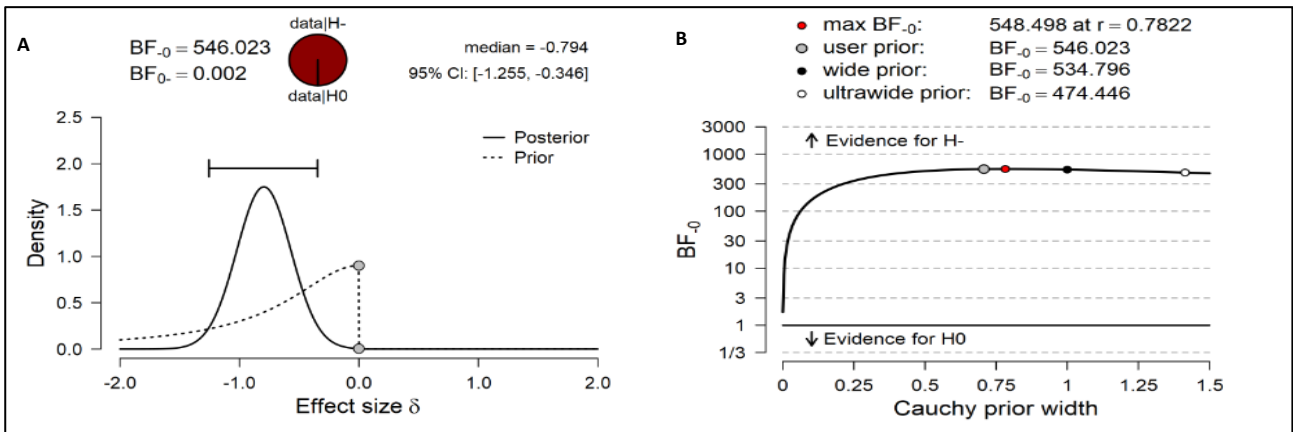 A
data|H-
BF₋₀ = 546.023
BF₀₋ = 0.002
data|H0
median = -0.794
95% CI: [-1.255, -0.346]
Posterior
Prior
Density
2.5
2.0
1.5
1.0
0.5
0.0
-2.0 -1.0 0.0 1.0 2.0
Effect size δ
B
max BF₋₀: 548.498 at r = 0.7822
user prior: BF₋₀ = 546.023
wide prior: BF₋₀ = 534.796
ultrawide prior: BF₋₀ = 474.446
BF₋₀
3000
1000
300
100
30
10
3
1
1/3
↑ Evidence for H-
↓ Evidence for H0
0 0.25 0.5 0.75 1 1.25 1.5
Cauchy prior width